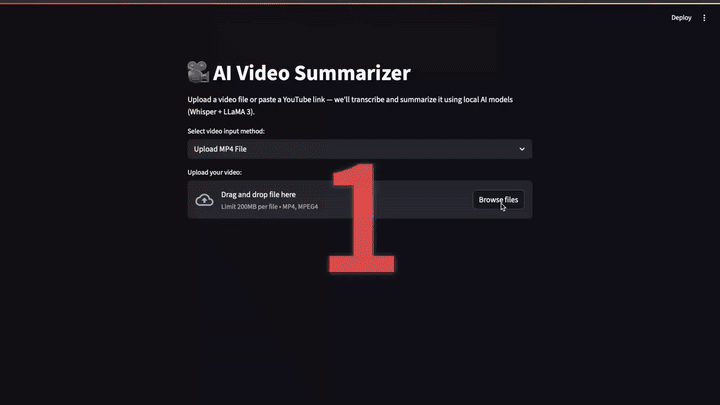 Deploy
🎥 AI Video Summarizer
Upload a video file or paste a YouTube link — we'll transcribe and summarize it using local AI models
(Whisper + LLaMA 3).
Select video input method:
Upload MP4 File
Upload your video:
Drag and drop file here
Limit 200MB per file • MP4, MPEG4
Browse files
1